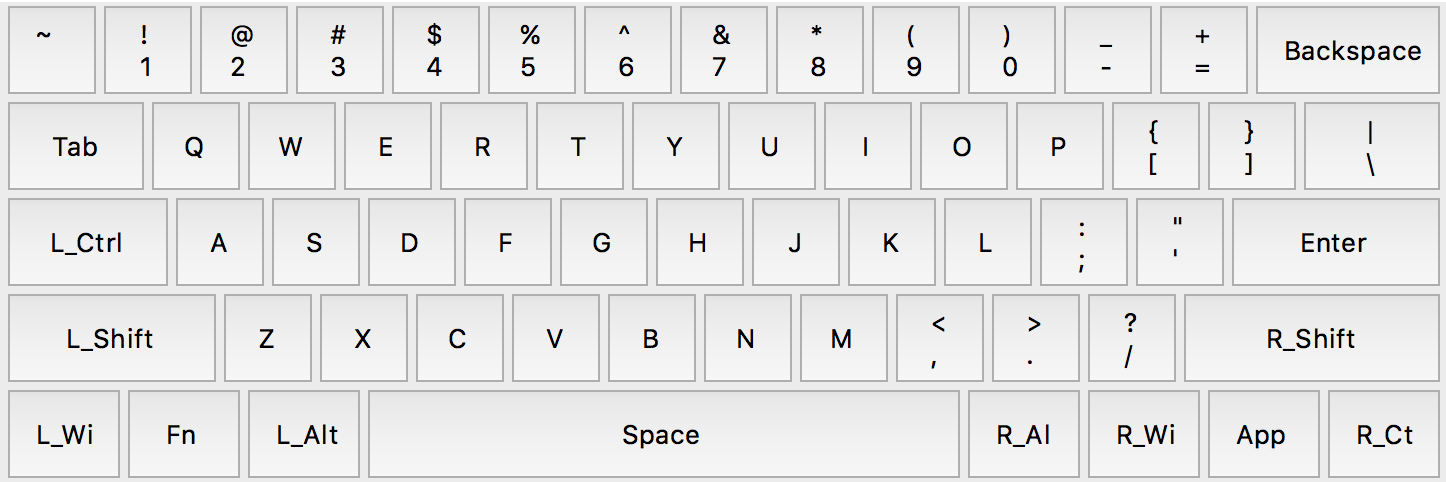 ~ ! @ # $ % ^ & * ( ) _ + Backspace
1 2 3 4 5 6 7 8 9 0 - =
Tab Q W E R T Y U I O P { } |
[ ] \
L_Ctrl A S D F G H J K L : " Enter
; '
L_Shift Z X C V B N M < > ? R_Shift
, . /
L_Wi Fn L_Alt Space R_Al R_Wi App R_Ct